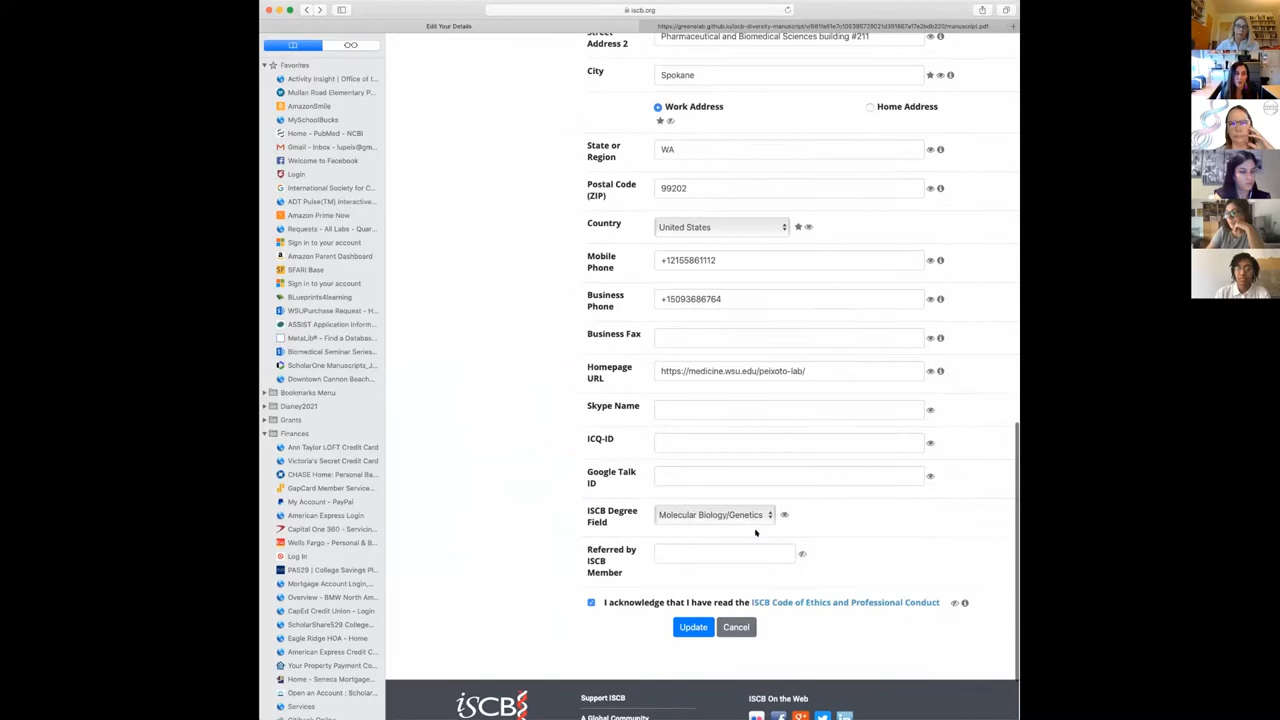 iscb.org
Edit Your Details
Favorites
Activity Insight | Office of t...
Mullan Road Elementary P...
AmazonSmile
MySchoolBucks
Home - PubMed - NCBI
Gmail - Inbox - lupeix@gm...
Welcome to Facebook
Login
International Society for C...
ADT Pulse(TM) Interactive...
Amazon Prime Now
Requests - All Labs - Quar...
Sign in to your account
Amazon Parent Dashboard
SFARI Base
Sign in to your account
BLueprints4learning
WSUPurchase Request - H...
ASSIST Application Inform...
MetaLib® - Find a Databas...
Biomedical Seminar Series...
ScholarOne Manuscripts_J...
Downtown Cannon Beach...
Bookmarks Menu
Disney2021
Grants
Finances
Ann Taylor LOFT Credit Card
Victoria's Secret Credit Card
CHASE Home: Personal Ba...
GapCard Member Service...
My Account - PayPal
American Express Login
Capital One 360 - Servicin...
Wells Fargo - Personal & B...
Log In
PA529 | College Savings Pl...
Mortgage Account Login,...
Overview - BMW North Am...
CapEd Credit Union – Login
ScholarShare529 College...
Eagle Ridge HOA - Home
American Express Credit C...
Your Property Payment Co...
Home - Seneca Mortgage...
Open an Account : Scholar...
Services
Citibank Online
Street
Address 2
Pharmaceutical and Biomedical Sciences building #211
City
Spokane
Work Address
Home Address
State or
Region
WA
Postal Code
(ZIP)
99202
Country
United States
Mobile
Phone
+12155861112
Business
Phone
+15093686764
Business Fax
Homepage
URL
https://medicine.wsu.edu/peixoto-lab/
Skype Name
ICQ-ID
Google Talk
ID
ISCB Degree
Field
Molecular Biology/Genetics
Referred by
ISCB
Member
I acknowledge that I have read the ISCB Code of Ethics and Professional Conduct
Update
Cancel
iSCB
Support ISCB
A Global Community
ISCB On the Web